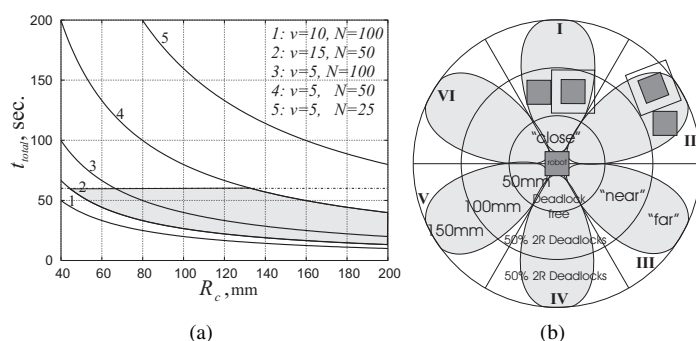 200
150
100
50
0
t_total, sec.
40 60 80 100 120 140 160 180 200
R_c, mm
1: v=10, N=100
2: v=15, N=50
3: v=5, N=100
4: v=5, N=50
5: v=5, N=25
5
4
3
2
1
(a)
I
VI
II
"close"
robot
50mm
V
100mm
Deadlock
free
"near"
150mm
"far"
50% 2R Deadlocks
III
50% 2R Deadlocks
IV
(b)